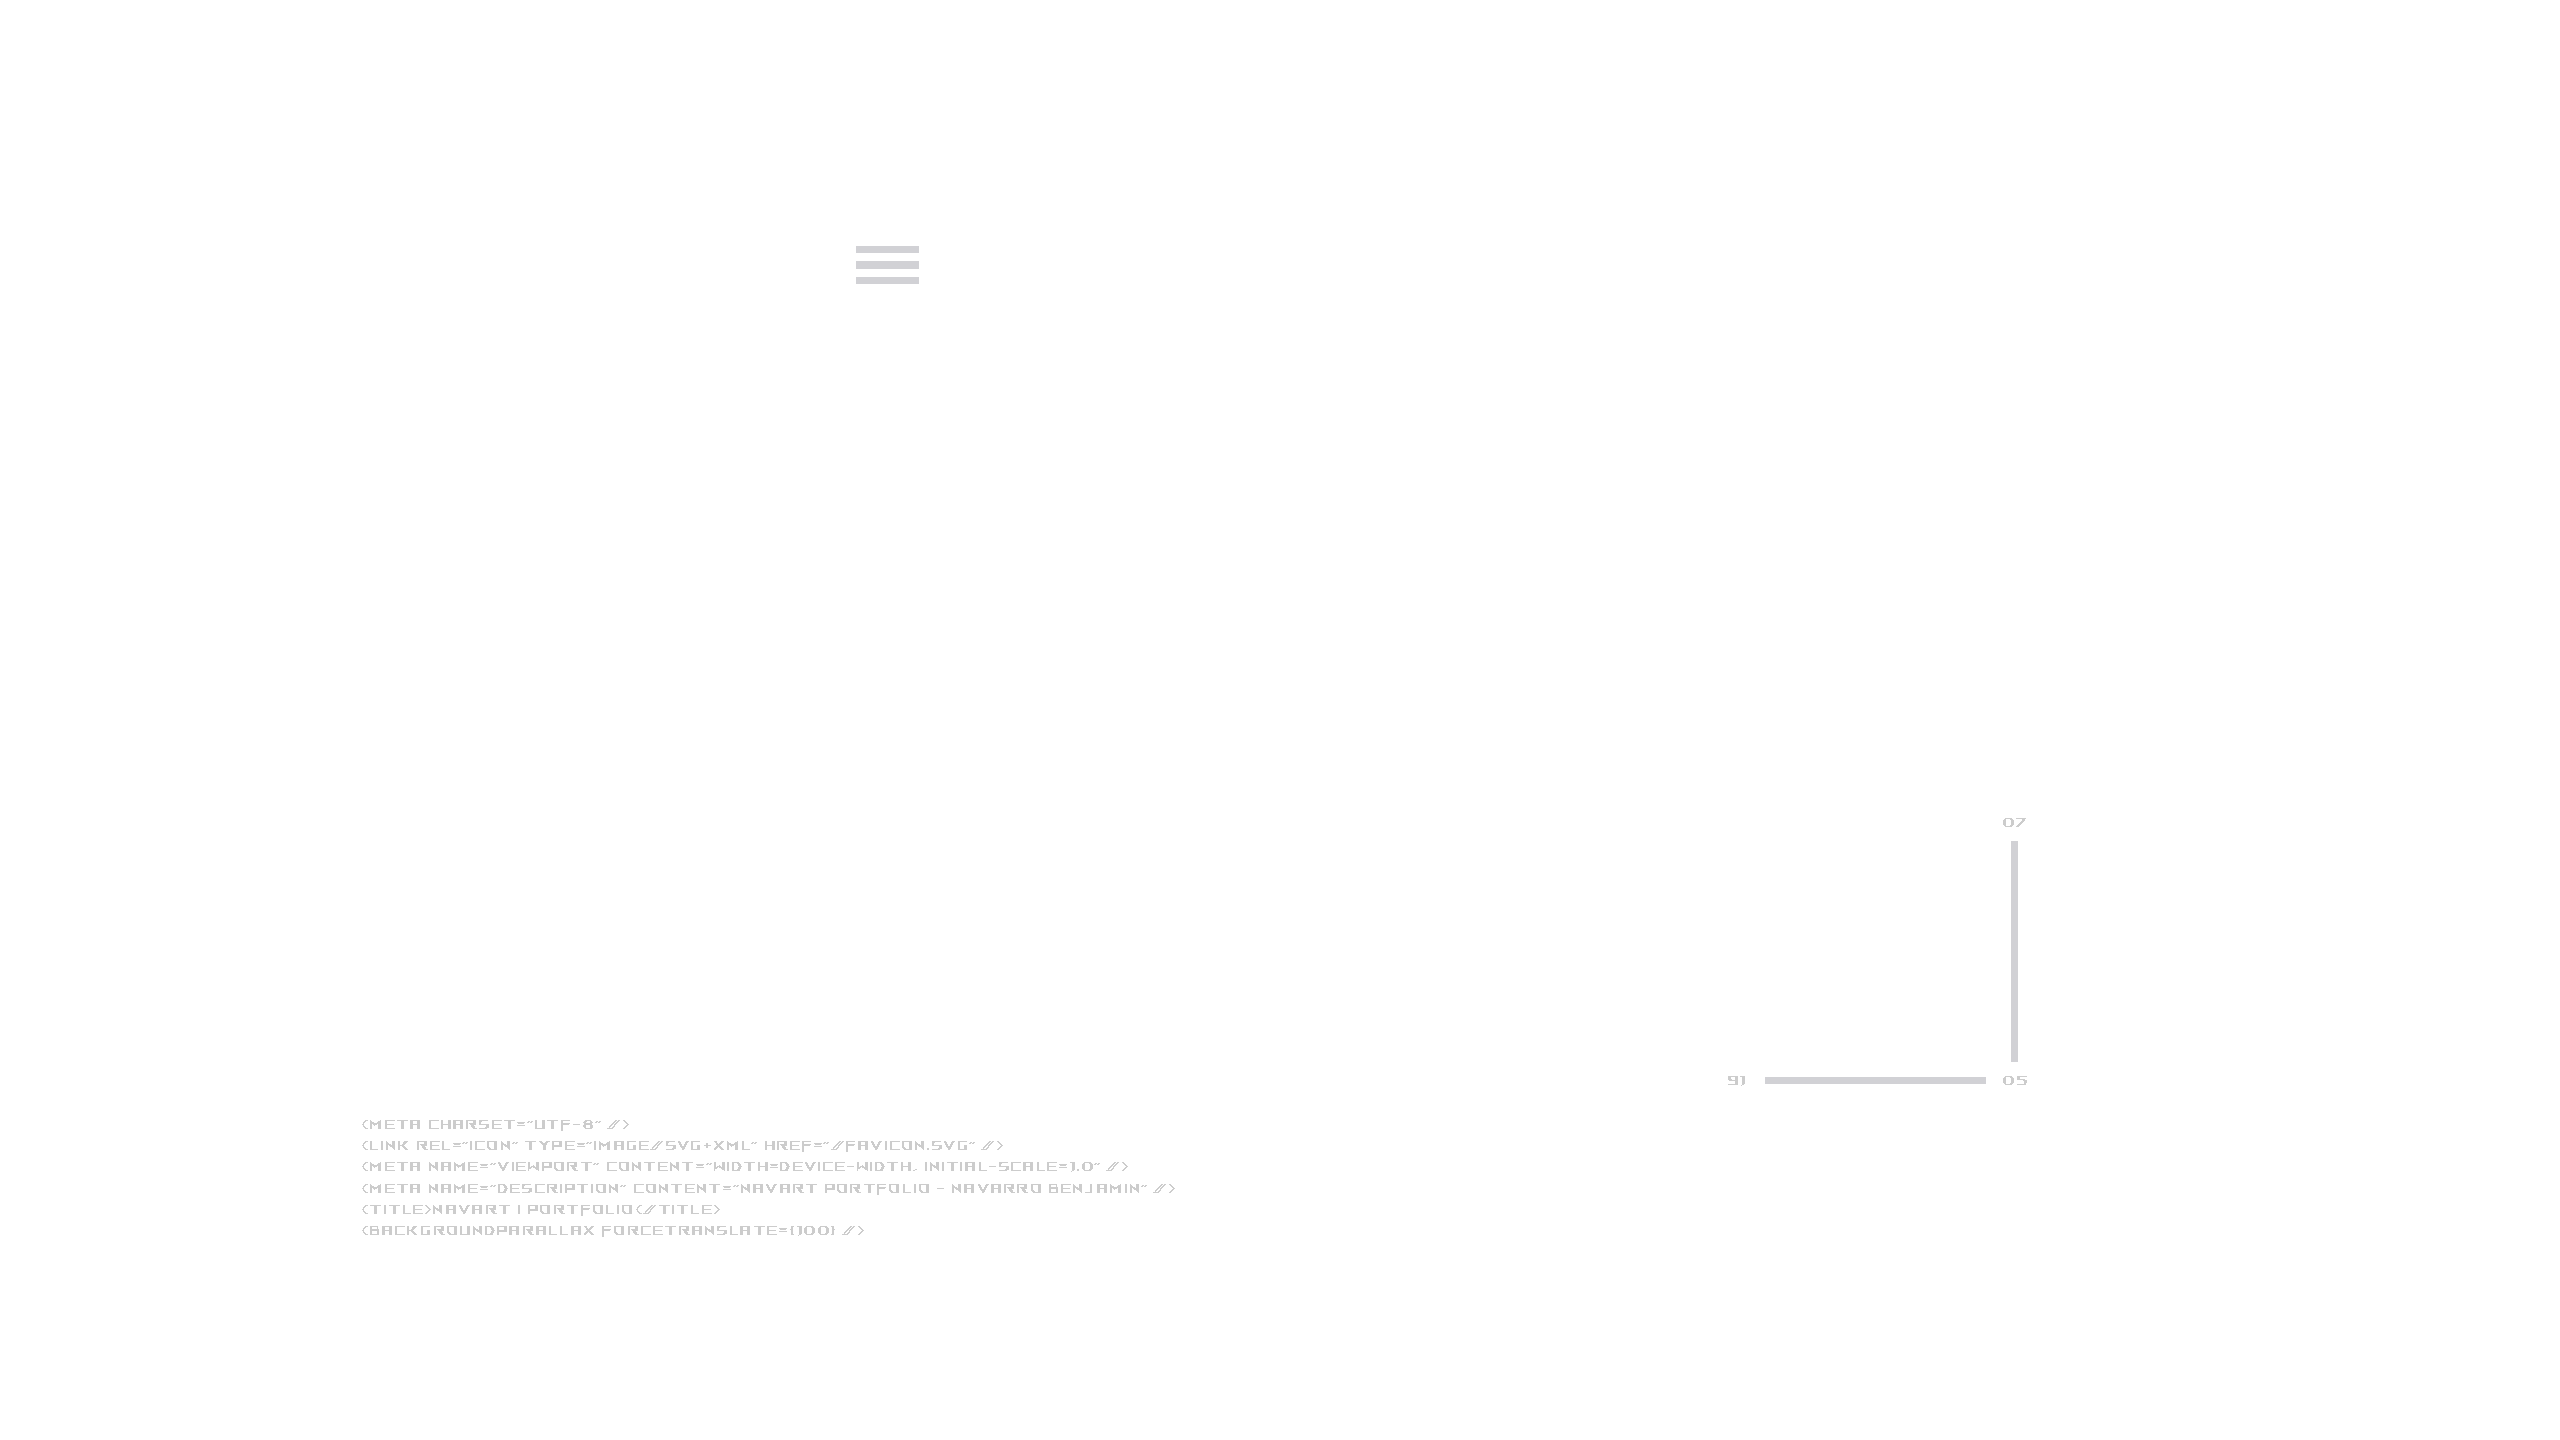 07
91 05
<META CHARSET="UTF-8" //>
<LINK REL="ICON" TYPE="IMAGE//SVG+XML" HREF="//FAVICON.SVG" //>
<META NAME="VIEWPORT" CONTENT="WIDTH=DEVICE-WIDTH, INITIAL-SCALE=1.0" //>
<META NAME="DESCRIPTION" CONTENT="NAVART PORTFOLIO - NAVARRO BENJAMIN" //>
<TITLE>NAVART | PORTFOLIO<//TITLE>
<BACKGROUNDPARALLAX FORCETRANSLATE={100} //>